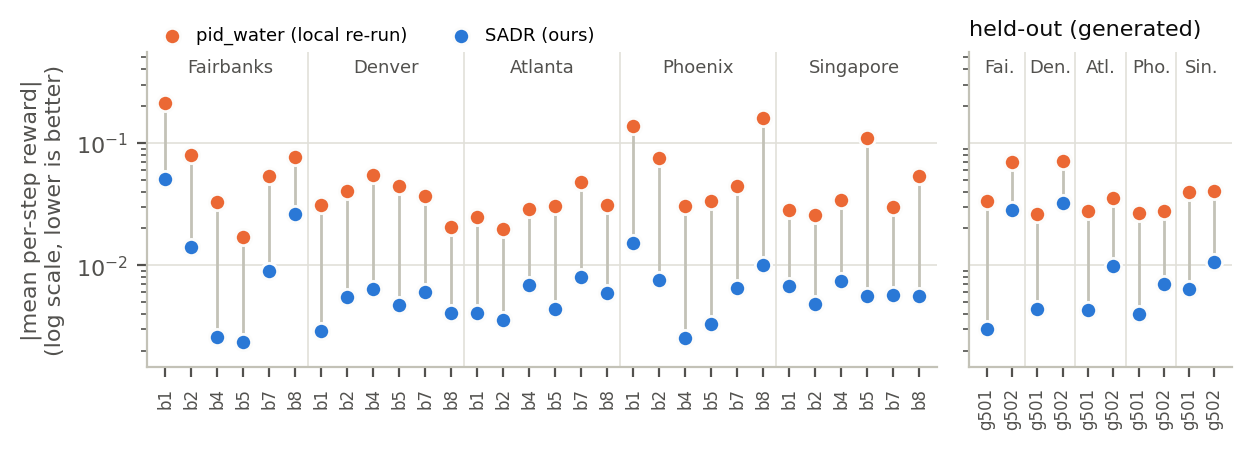 pid_water (local re-run) SADR (ours)
held-out (generated)
|mean per-step reward|
(log scale, lower is better)
10⁻¹
10⁻²
Fairbanks Denver Atlanta Phoenix Singapore
Fai. Den. Atl. Pho. Sin.
b1 b2 b4 b5 b7 b8 b1 b2 b4 b5 b7 b8 b1 b2 b4 b5 b7 b8 b1 b2 b4 b5 b7 b8 b1 b2 b4 b5 b7 b8
g501 g502 g501 g502 g501 g502 g501 g502 g501 g502